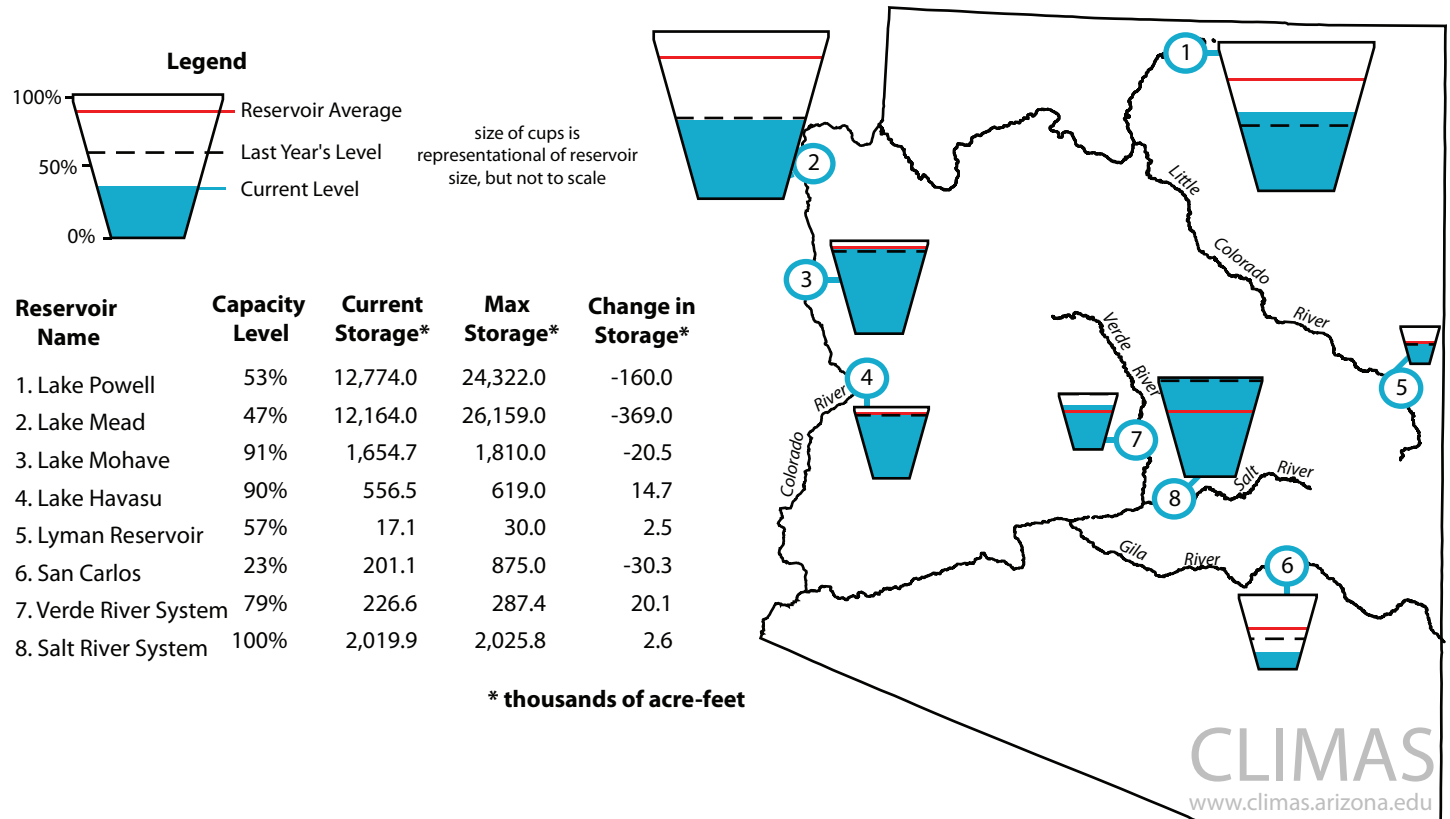 Legend
100%
Reservoir Average
Last Year's Level
50%
Current Level
0%
size of cups is
representational of reservoir
size, but not to scale
Reservoir Name Capacity Level Current Storage* Max Storage* Change in Storage*
1. Lake Powell 53% 12,774.0 24,322.0 -160.0
2. Lake Mead 47% 12,164.0 26,159.0 -369.0
3. Lake Mohave 91% 1,654.7 1,810.0 -20.5
4. Lake Havasu 90% 556.5 619.0 14.7
5. Lyman Reservoir 57% 17.1 30.0 2.5
6. San Carlos 23% 201.1 875.0 -30.3
7. Verde River System 79% 226.6 287.4 20.1
8. Salt River System 100% 2,019.9 2,025.8 2.6
* thousands of acre-feet
1
2
3
4
5
6
7
8
Little Colorado River
Verde River
Colorado River
Salt River
Gila River
CLIMAS
www.climas.arizona.edu